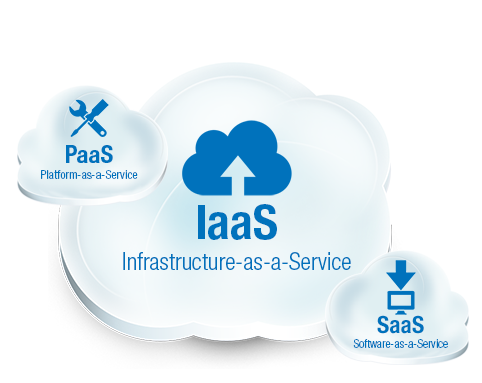 PaaS
Platform-as-a-Service
IaaS
Infrastructure-as-a-Service
SaaS
Software-as-a-Service